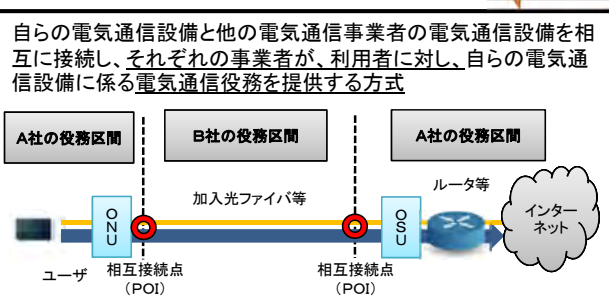 自らの電気通信設備と他の電気通信事業者の電気通信設備を相
互に接続し、それぞれの事業者が、利用者に対し、自らの電気通
信設備に係る電気通信役務を提供する方式
A社の役務区間
B社の役務区間
A社の役務区間
加入光ファイバ等
ルータ等
ONU
OSU
インター
ネット
ユーザ
相互接続点
(POI)
相互接続点
(POI)